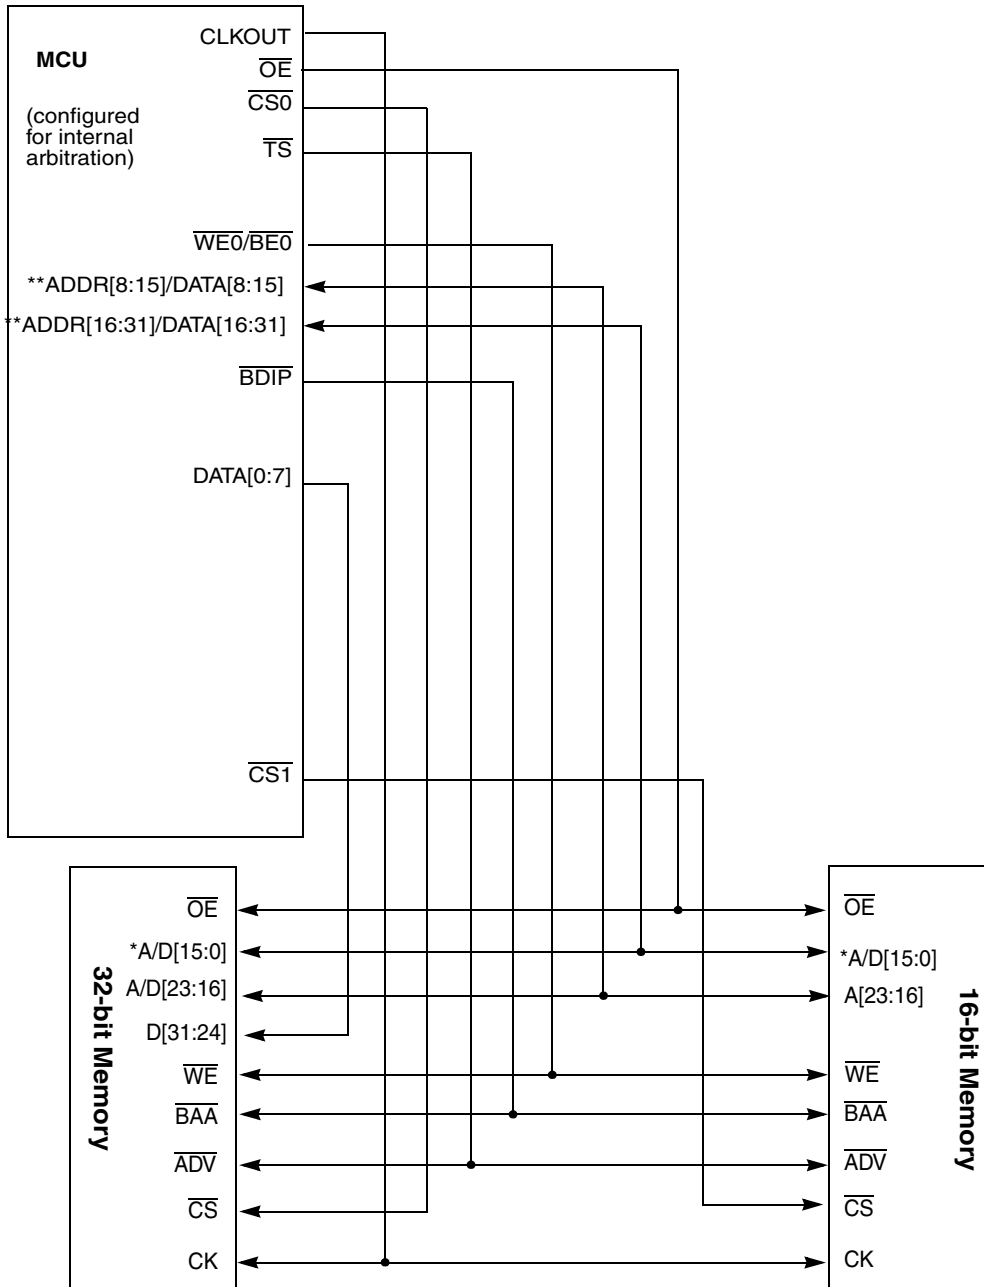 MCU
(configured
for internal
arbitration)
CLKOUT
OE
CS0
TS
WE0/BE0
**ADDR[8:15]/DATA[8:15]
**ADDR[16:31]/DATA[16:31]
BDIP
DATA[0:7]
CS1
32-bit Memory
OE
*A/D[15:0]
A/D[23:16]
D[31:24]
WE
BAA
ADV
CS
CK
OE
*A/D[15:0]
A[23:16]
WE
BAA
ADV
CS
CK
16-bit Memory